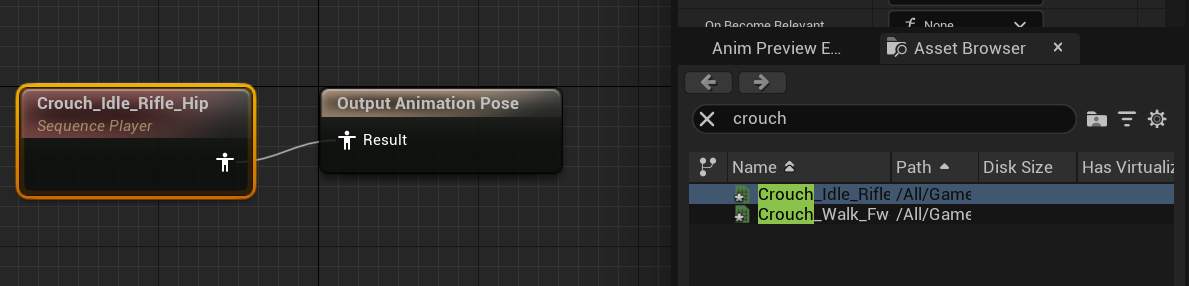 On Become Relevant
None
Anim Preview E...
Asset Browser
crouch
Name
Path
Disk Size
Has Virtualiz
Crouch_Idle_Rifle
/All/Game
Crouch_Walk_Fw
/All/Game
Crouch_Idle_Rifle_Hip
Sequence Player
Output Animation Pose
Result